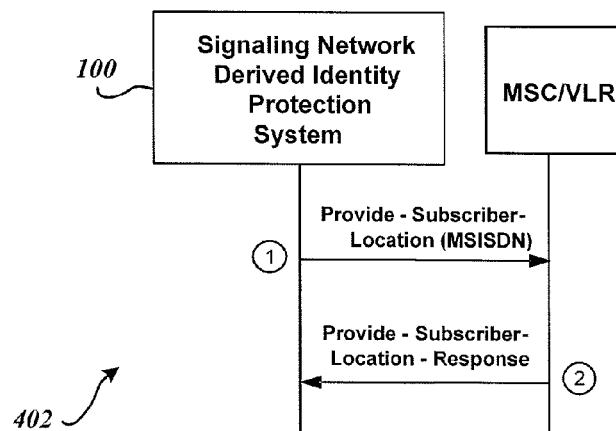 100
Signaling Network
Derived Identity
Protection
System
MSC/VLR
Provide - Subscriber-
Location (MSISDN)
1
Provide - Subscriber-
Location - Response
2
402